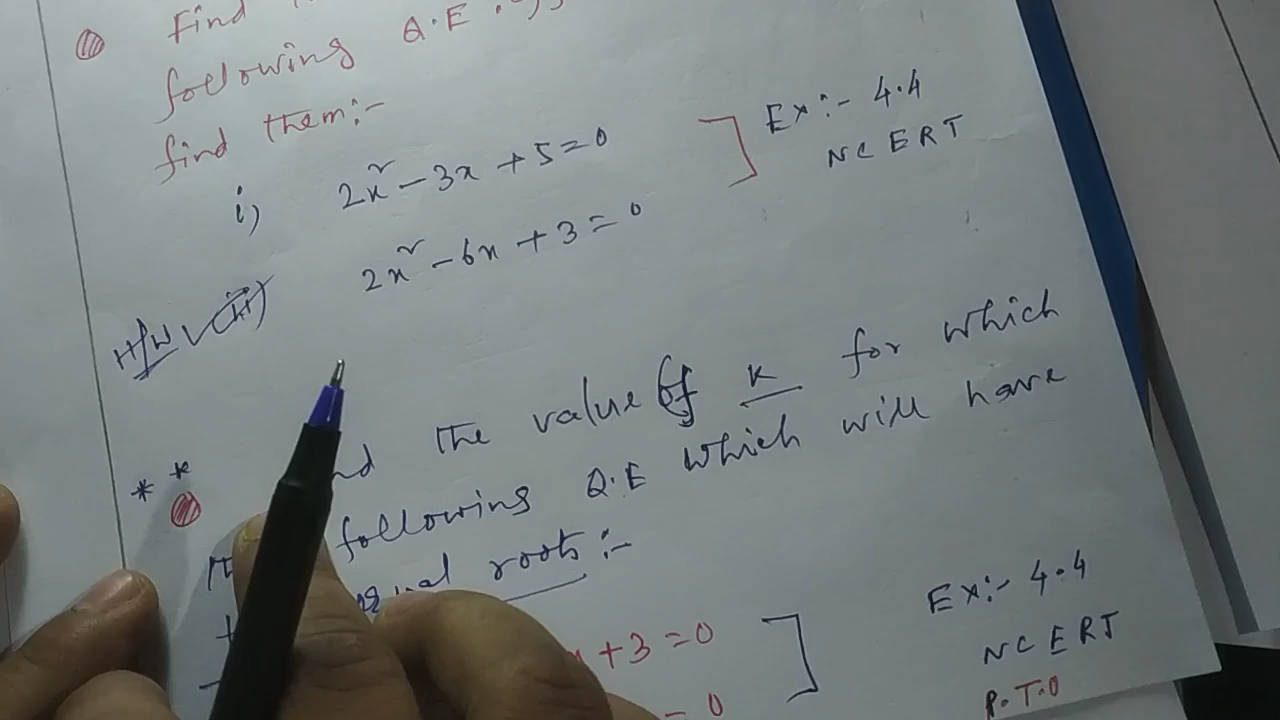 Find
following Q.E.
find them:-
i) 2x² - 3x + 5 = 0
] Ex:- 4.4
NCERT
H/W ✓ (ii) 2x² - 6x + 3 = 0
the value of K for which
* * following Q.E which will have
roots:-
+ 3 = 0 ] Ex:- 4.4
NCERT
= 0
P.T.O